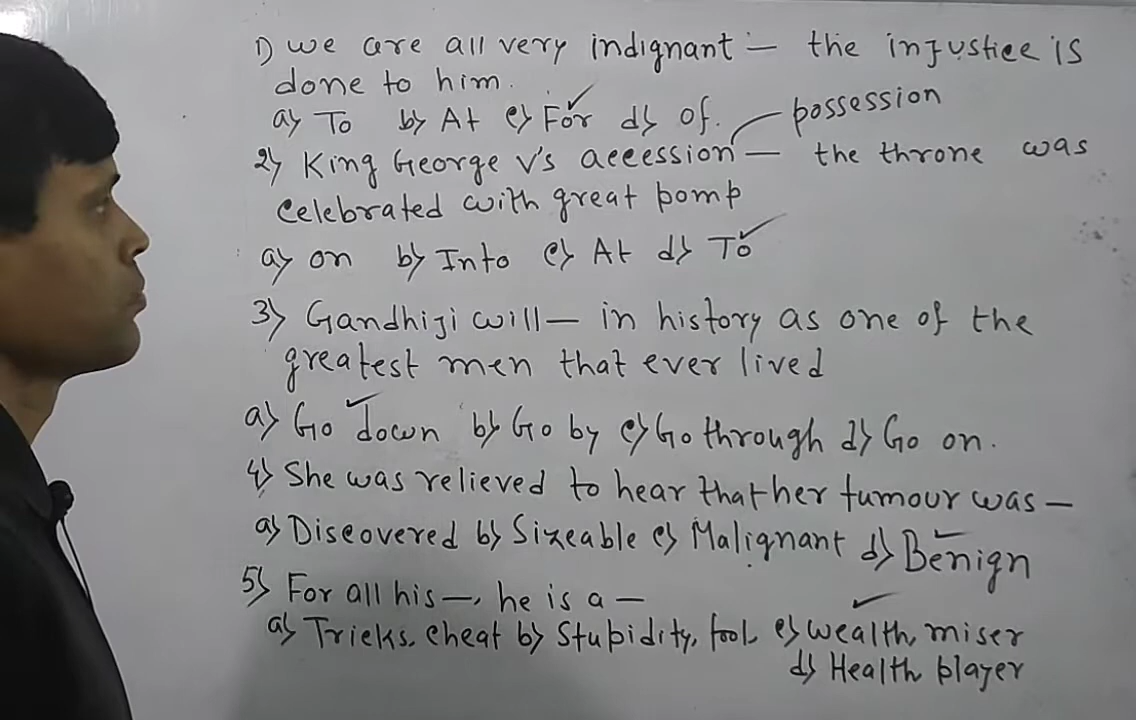 1) we are all very indignant — the injustice is
done to him.
a) To b) At c) For ✓ d) of.
possession
2) King George V's accession — the throne was
celebrated with great pomp
a) on b) Into c) At d) To ✓
3) Gandhiji will — in history as one of the
greatest men that ever lived
a) Go down ✓ b) Go by c) Go through d) Go on.
4) She was relieved to hear that her tumour was —
a) Discovered b) Sizeable c) Malignant d) Benign ✓
5) For all his —, he is a —
a) Tricks, cheat b) Stupidity, fool c) wealth, miser ✓
d) Health player